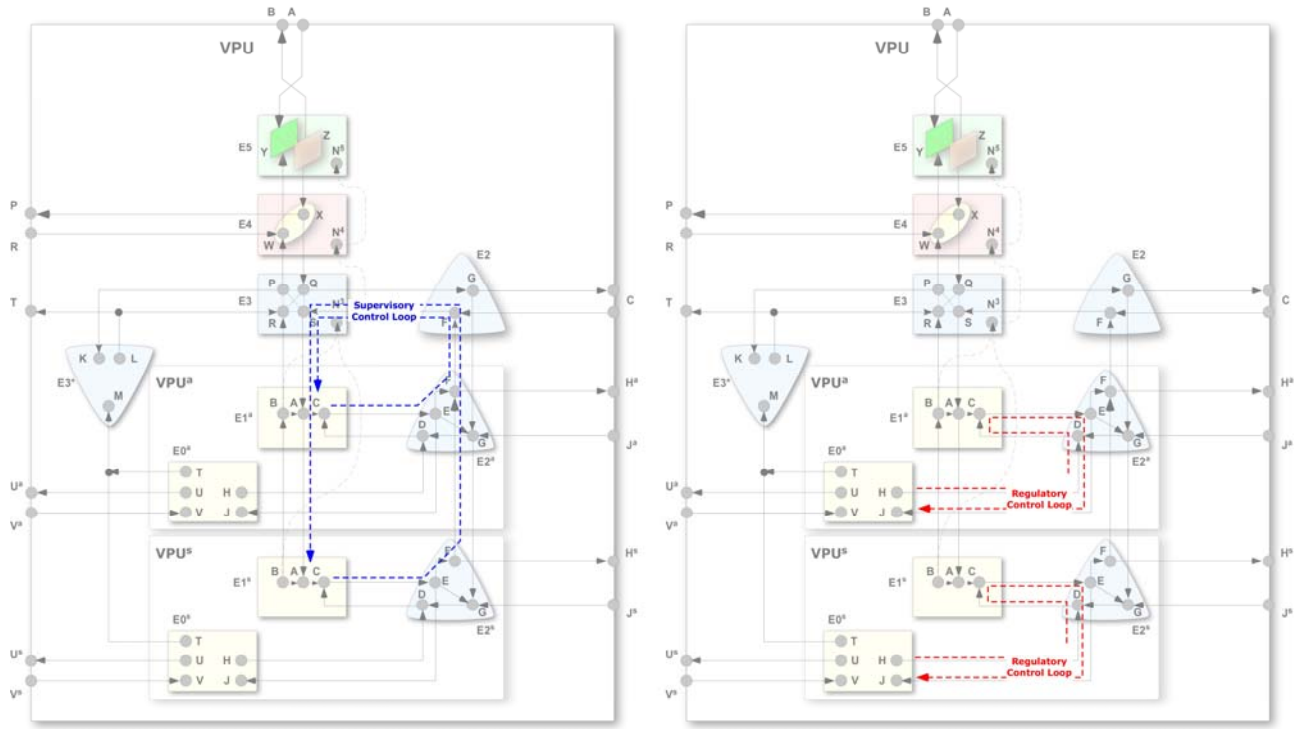 B A
VPU
Z
E5
Y
N⁵
P
X
E4
R
W
N⁴
E2
P Q
G
C
T
E3
N³
Supervisory
Control Loop
R
S
F
K L
E3*
M
VPUᵃ
F
Hᵃ
B A C
E1ᵃ
E
D
G
Jᵃ
E2ᵃ
E0ᵃ
T
Uᵃ
U H
Vᵃ
V J
VPUˢ
F
Hˢ
B A C
E1ˢ
E
D
G
Jˢ
E2ˢ
E0ˢ
T
Uˢ
U H
Vˢ
V J
B A
VPU
Z
E5
Y
N⁵
P
X
E4
R
W
N⁴
E2
P Q
G
C
T
E3
N³
R
S
F
K L
E3*
M
VPUᵃ
F
Hᵃ
B A C
E1ᵃ
E
D
G
Jᵃ
E2ᵃ
E0ᵃ
T
Uᵃ
U H
Regulatory
Control Loop
Vᵃ
V J
VPUˢ
F
Hˢ
B A C
E1ˢ
E
D
G
Jˢ
E2ˢ
E0ˢ
T
Uˢ
U H
Regulatory
Control Loop
Vˢ
V J